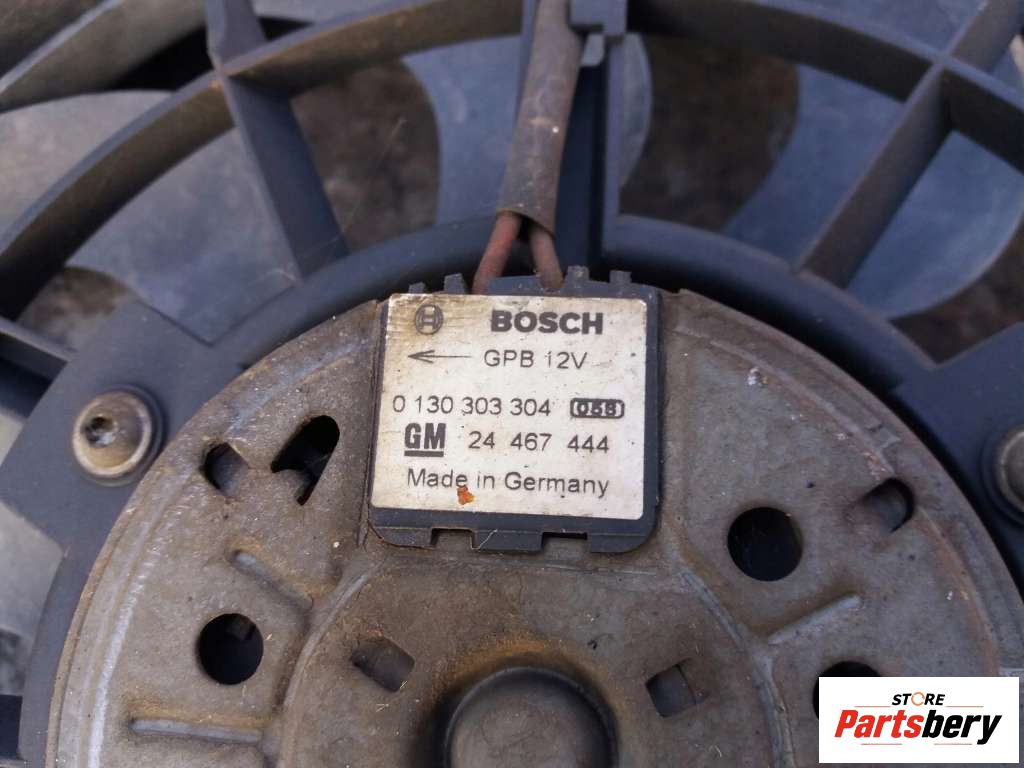 BOSCH
GPB 12V
0 130 303 304 058
GM 24 467 444
Made in Germany
STORE
Partsbery